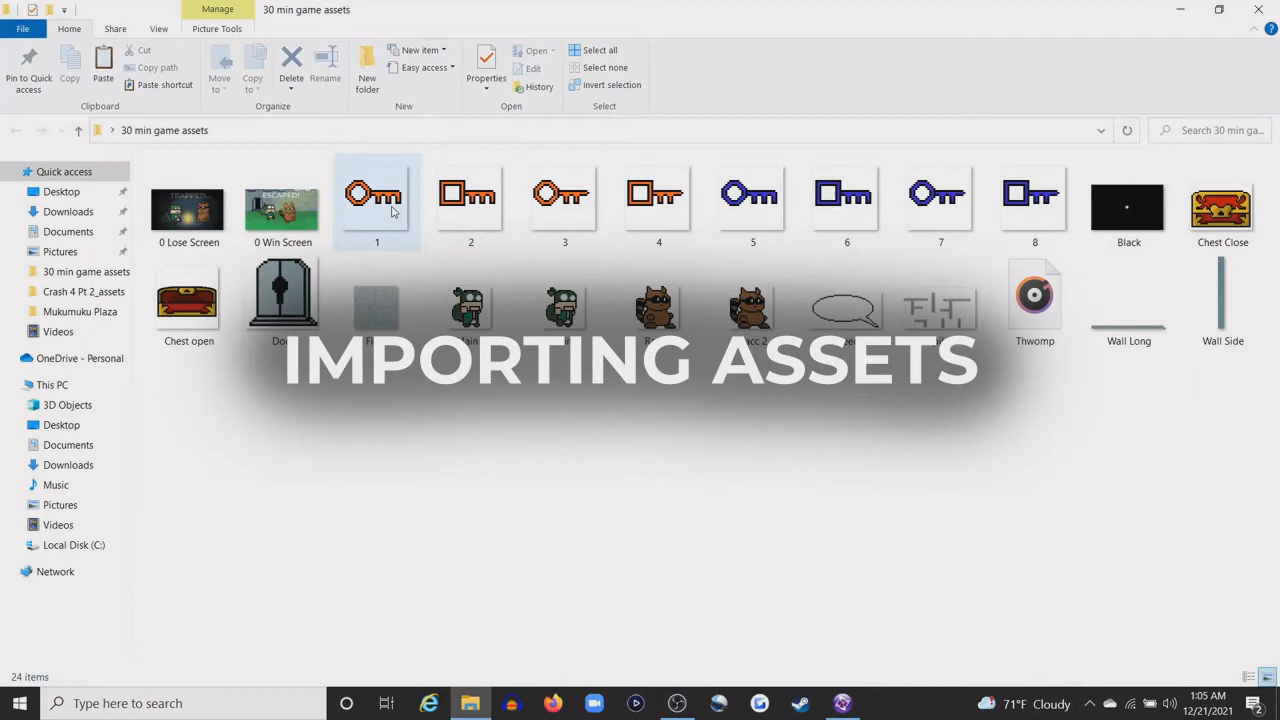 Manage
30 min game assets
File
Home
Share
View
Picture Tools
Pin to Quick access
Copy
Paste
Cut
Copy path
Paste shortcut
Clipboard
Move to
Copy to
Delete
Rename
Organize
New folder
New item
Easy access
New
Properties
Open
Edit
History
Open
Select all
Select none
Invert selection
Select
30 min game assets
Search 30 min ga...
Quick access
Desktop
Downloads
Documents
Pictures
30 min game assets
Crash 4 Pt 2_assets
Mukumuku Plaza
Videos
OneDrive - Personal
This PC
3D Objects
Desktop
Documents
Downloads
Music
Pictures
Videos
Local Disk (C:)
Network
TRAPPED...
ESCAPED!
0 Lose Screen
0 Win Screen
1
2
3
4
5
6
7
8
Black
Chest Close
Chest open
Thwomp
Wall Long
Wall Side
IMPORTING ASSETS
24 items
Type here to search
71°F Cloudy
1:05 AM
12/21/2021
2